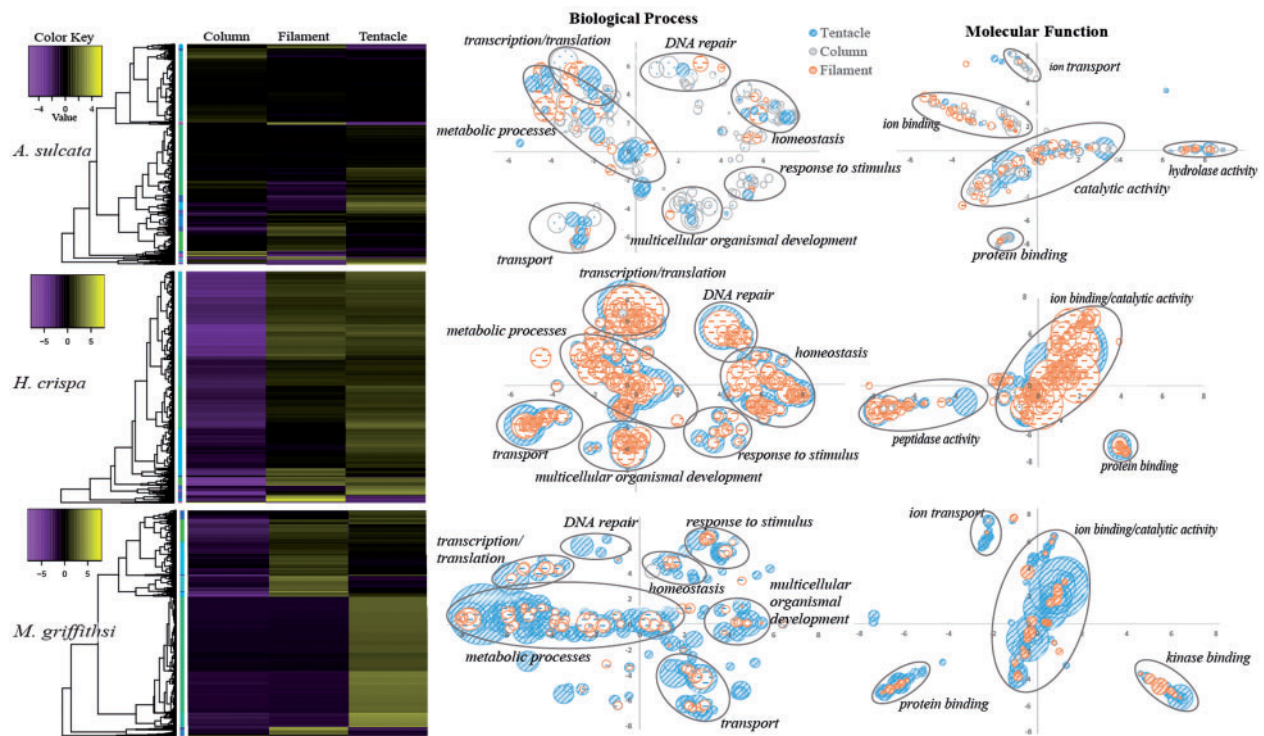 Biological Process
Molecular Function
Color Key
-4 0 4
Value
Column Filament Tentacle
Tentacle
Column
Filament
A. sulcata
transcription/translation
DNA repair
metabolic processes
homeostasis
response to stimulus
multicellular organismal development
transport
ion transport
ion binding
catalytic activity
hydrolase activity
protein binding
-5 0 5
H. crispa
transcription/translation
DNA repair
metabolic processes
homeostasis
transport
response to stimulus
multicellular organismal development
ion binding/catalytic activity
peptidase activity
protein binding
-5 0 5
M. griffithsi
DNA repair
response to stimulus
transcription/
translation
homeostasis
multicellular
organismal
development
metabolic processes
transport
ion transport
ion binding/catalytic activity
kinase binding
protein binding